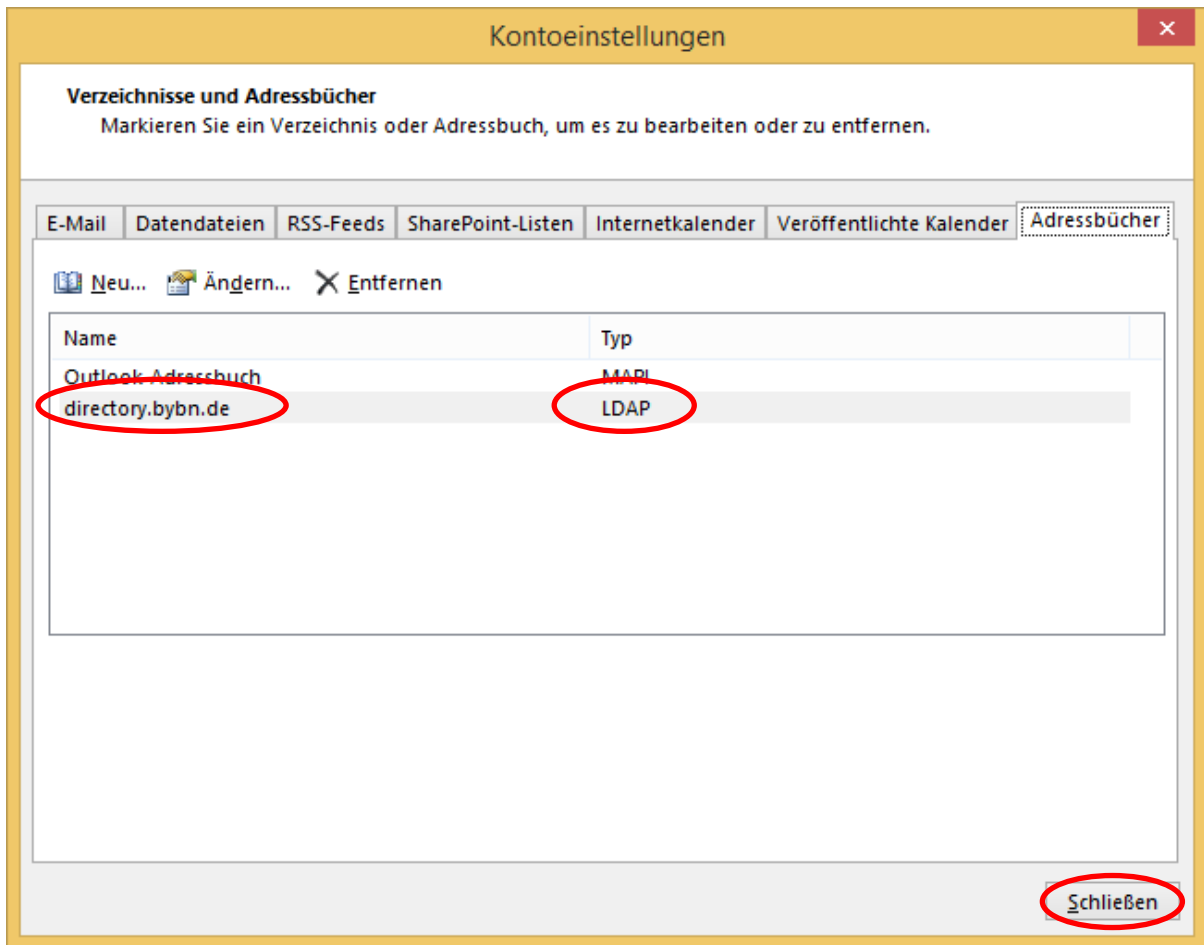 Kontoeinstellungen
Verzeichnisse und Adressbücher
Markieren Sie ein Verzeichnis oder Adressbuch, um es zu bearbeiten oder zu entfernen.
E-Mail Datendateien RSS-Feeds SharePoint-Listen Internetkalender Veröffentlichte Kalender Adressbücher
Neu... Ändern... Entfernen
Name Typ
Outlook-Adressbuch MAPI
directory.bybn.de LDAP
Schließen